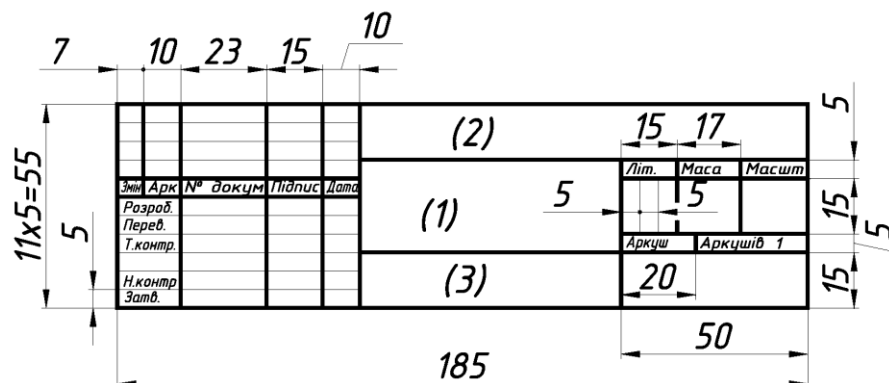 7 10 23 15 10
11x5=55
(2)
15 17
5
Змін Арк № докум Підпис Дата
Літ. Маса Масшт
(1)
5 5
15
Розроб.
Перев.
Т.контр.
Аркуш Аркушів 1
5
5
Н.контр
Затв.
(3)
20
15
50
185